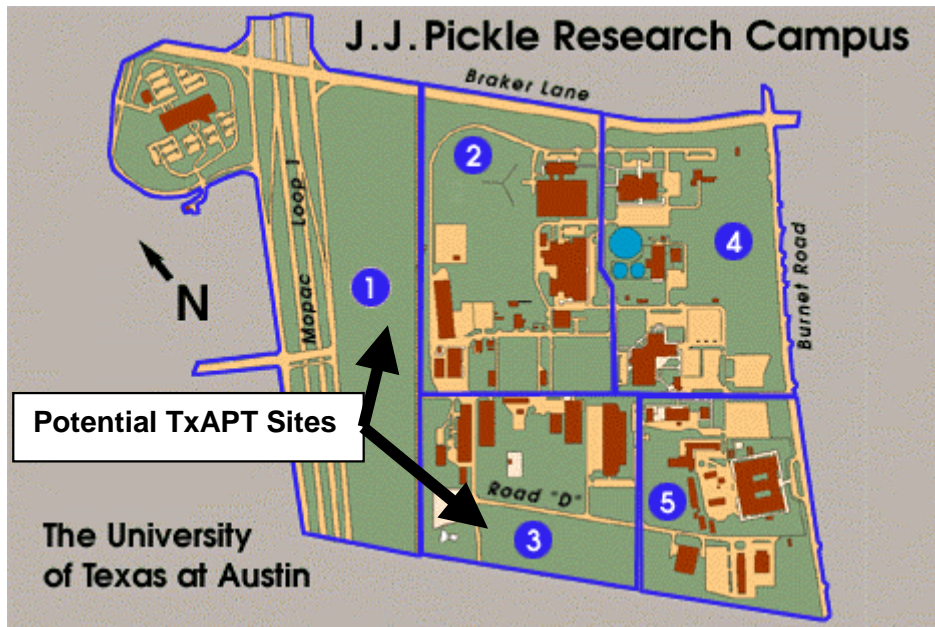 J.J.Pickle Research Campus
Braker Lane
2
4
Mopac Loop 1
1
Burnet Road
N
Potential TxAPT Sites
Road "D"
5
3
The University
of Texas at Austin